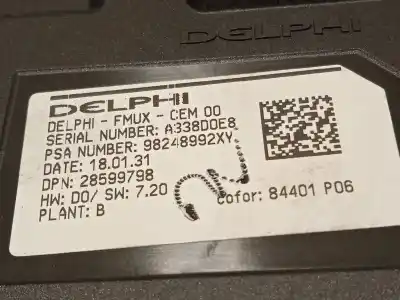 DELPHI
DELPHI
DELPHI - FMUX - CEM 00
SERIAL NUMBER: A338D0E8
PSA NUMBER: 98248992XY
DATE: 18.01.31
DPN: 28599798
HW: D0/ SW: 7.20
cofor: 84401 P06
PLANT: B